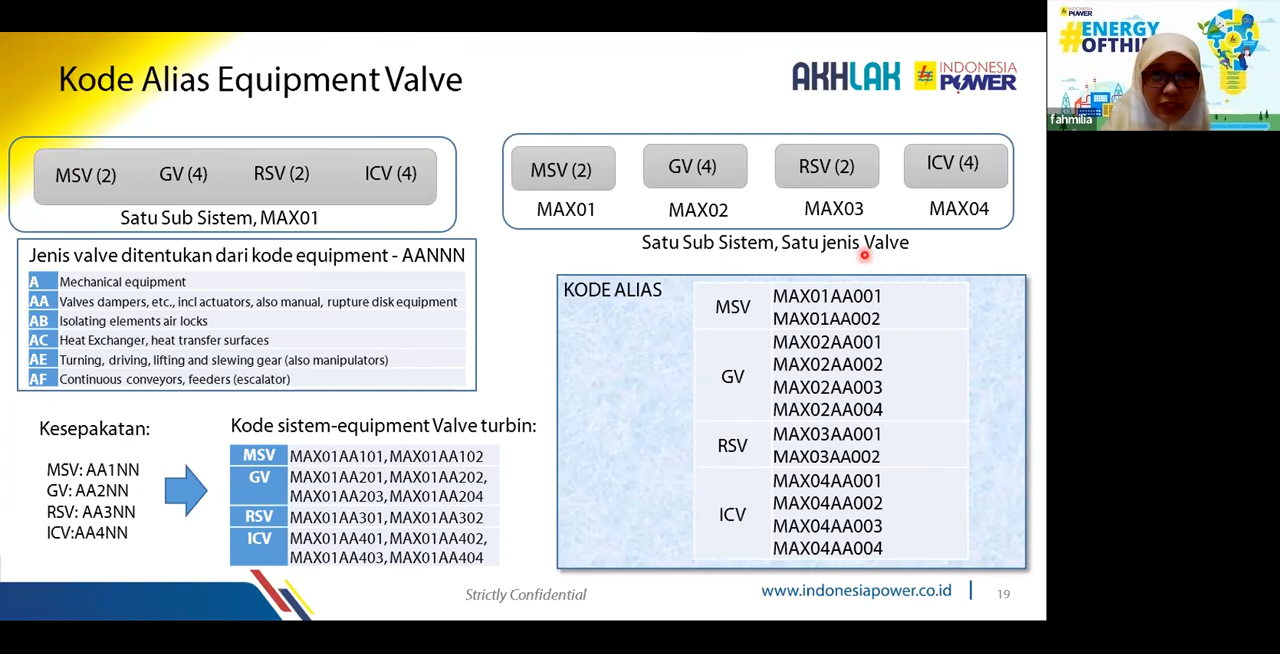 Kode Alias Equipment Valve
AKHLAK
INDONESIA
POWER
MSV (2) GV (4) RSV (2) ICV (4)
Satu Sub Sistem, MAX01
MSV (2) GV (4) RSV (2) ICV (4)
MAX01 MAX02 MAX03 MAX04
Satu Sub Sistem, Satu jenis Valve
Jenis valve ditentukan dari kode equipment - AANNN
A Mechanical equipment
AA Valves dampers, etc., incl actuators, also manual, rupture disk equipment
AB Isolating elements air locks
AC Heat Exchanger, heat transfer surfaces
AE Turning, driving, lifting and slewing gear (also manipulators)
AF Continuous conveyors, feeders (escalator)
Kesepakatan:
MSV: AA1NN
GV: AA2NN
RSV: AA3NN
ICV:AA4NN
Kode sistem-equipment Valve turbin:
MSV MAX01AA101, MAX01AA102
GV MAX01AA201, MAX01AA202,
MAX01AA203, MAX01AA204
RSV MAX01AA301, MAX01AA302
ICV MAX01AA401, MAX01AA402,
MAX01AA403, MAX01AA404
KODE ALIAS
MSV
MAX01AA001
MAX01AA002
GV
MAX02AA001
MAX02AA002
MAX02AA003
MAX02AA004
RSV
MAX03AA001
MAX03AA002
ICV
MAX04AA001
MAX04AA002
MAX04AA003
MAX04AA004
Strictly Confidential
www.indonesiapower.co.id
19
INDONESIA
POWER
#ENERGY
fahmilia